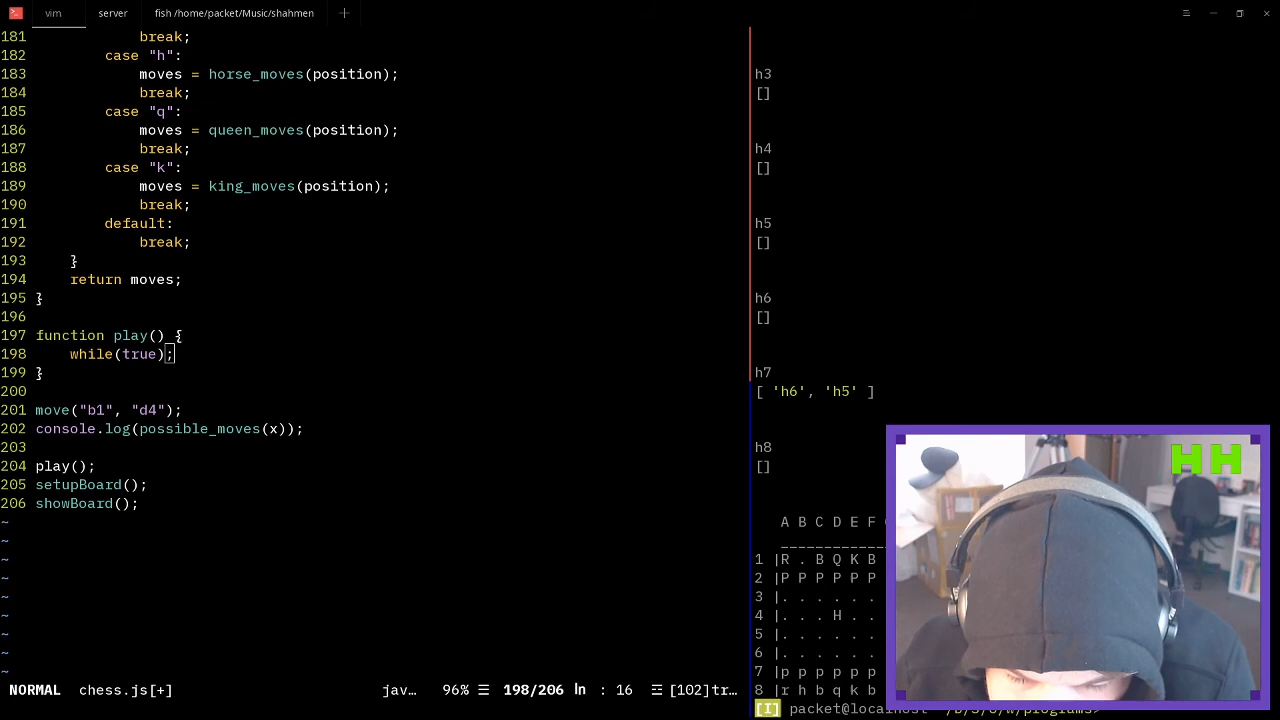 vim server fish /home/packet/Music/shahmen
181 break;
182 case "h":
183 moves = horse_moves(position);
184 break;
185 case "q":
186 moves = queen_moves(position);
187 break;
188 case "k":
189 moves = king_moves(position);
190 break;
191 default:
192 break;
193 }
194 return moves;
195 }
196
197 function play() {
198 while(true);
199 }
200
201 move("b1", "d4");
202 console.log(possible_moves(x));
203
204 play();
205 setupBoard();
206 showBoard();
~
~
~
~
~
~
~
~
~
NORMAL chess.js[+] jav… 96% ☰ 198/206 ㏑ : 16 ☲ [102]tr…
h3
[]
h4
[]
h5
[]
h6
[]
h7
[ 'h6', 'h5' ]
h8
[]
A B C D E F
1 |R . B Q K B
2 |P P P P P P
3 |. . . . . .
4 |. . . H . .
5 |. . . . . .
6 |. . . . . .
7 |p p p p p p
8 |r h b q k b
[I] packet@localhost
HH